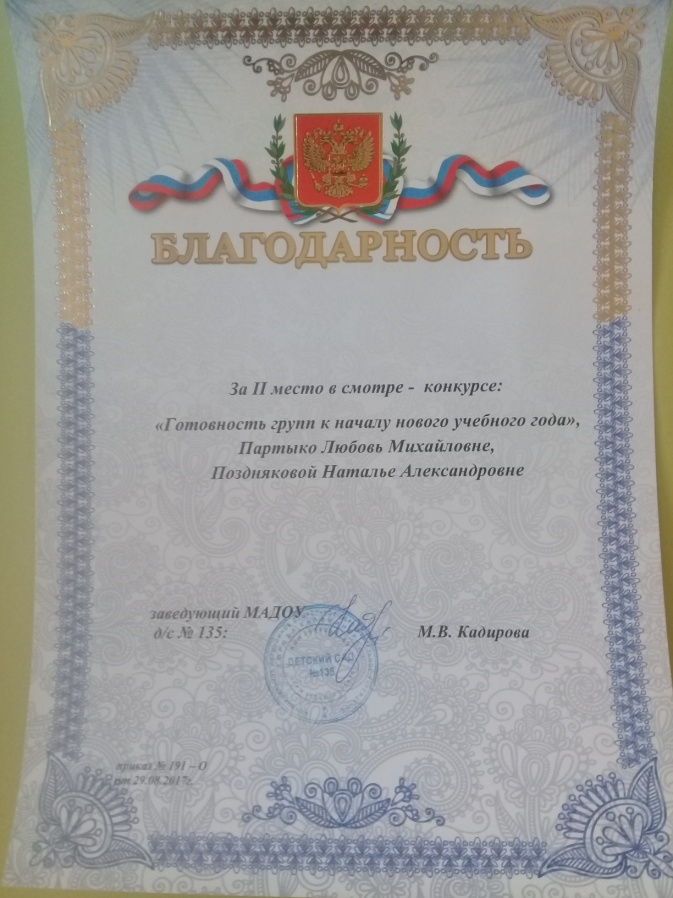 БЛАГОДАРНОСТЬ
За II место в смотре - конкурсе:
«Готовность групп к началу нового учебного года»,
Партыко Любовь Михайловне,
Поздняковой Наталье Александровне
заведующий МАДОУ
д/с № 135:
М.В. Кадирова
ДЕТСКИЙ САД
№135
приказ № 191 – О
от 29.08.2017г.